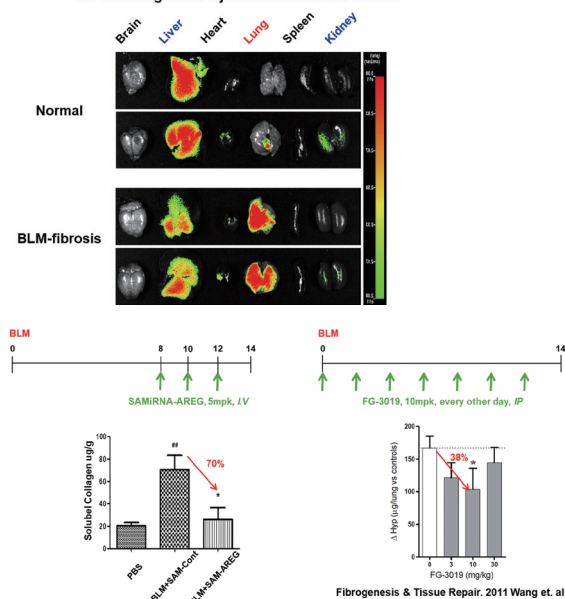 Brain Liver Heart Lung Spleen Kidney
Normal
BLM-fibrosis
BLM
0 8 10 12 14
SAMiRNA-AREG, 5mpk, I.V
BLM
0 14
FG-3019, 10mpk, every other day, IP
Solubel Collagen ug/g
100
80
60
40
20
0
##
70%
*
PBS
BLM+SAM-Cont
BLM+SAM-AREG
Δ Hyp (µg/lung vs controls)
200
150
100
50
0
38%
*
0 3 10 30
FG-3019 (mg/kg)
Fibrogenesis & Tissue Repair. 2011 Wang et. al